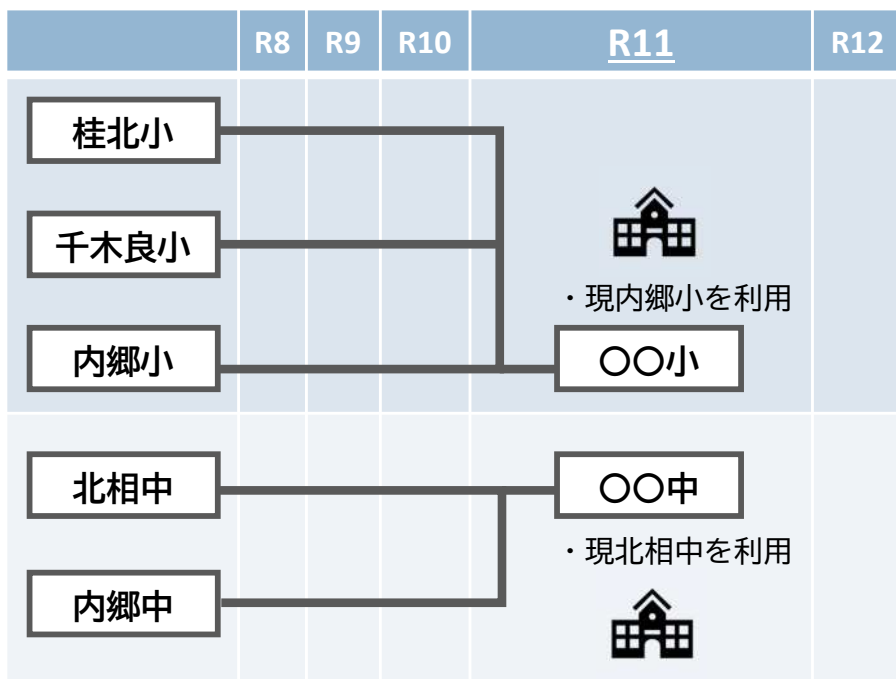 R8 R9 R10 R11 R12
桂北小
千木良小
・現内郷小を利用
内郷小 〇〇小
北相中 〇〇中
・現北相中を利用
内郷中